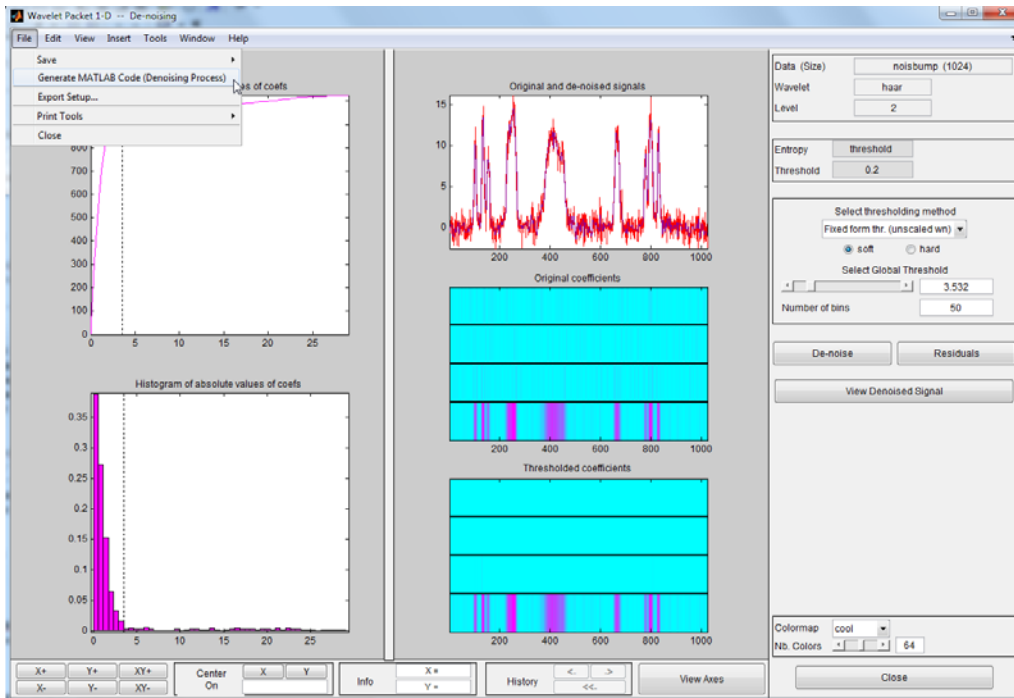 Wavelet Packet 1-D -- De-noising
File Edit View Insert Tools Window Help
Save
Generate MATLAB Code (Denoising Process)
Export Setup...
Print Tools
Close
es of coefs
800
700
600
500
400
300
200
100
0
0 5 10 15 20 25
Histogram of absolute values of coefs
0.35
0.3
0.25
0.2
0.15
0.1
0.05
0
0 5 10 15 20 25
Original and de-noised signals
15
10
5
0
200 400 600 800 1000
Original coefficients
200 400 600 800 1000
Thresholded coefficients
200 400 600 800 1000
Data (Size) noisbump (1024)
Wavelet haar
Level 2
Entropy threshold
Threshold 0.2
Select thresholding method
Fixed form thr. (unscaled wn)
soft hard
Select Global Threshold
3.532
Number of bins 50
De-noise Residuals
View Denoised Signal
Colormap cool
Nb. Colors 64
X+ Y+ XY+
X- Y- XY-
Center
On
X Y
Info
X =
Y =
History
<- ->
<<-
View Axes
Close